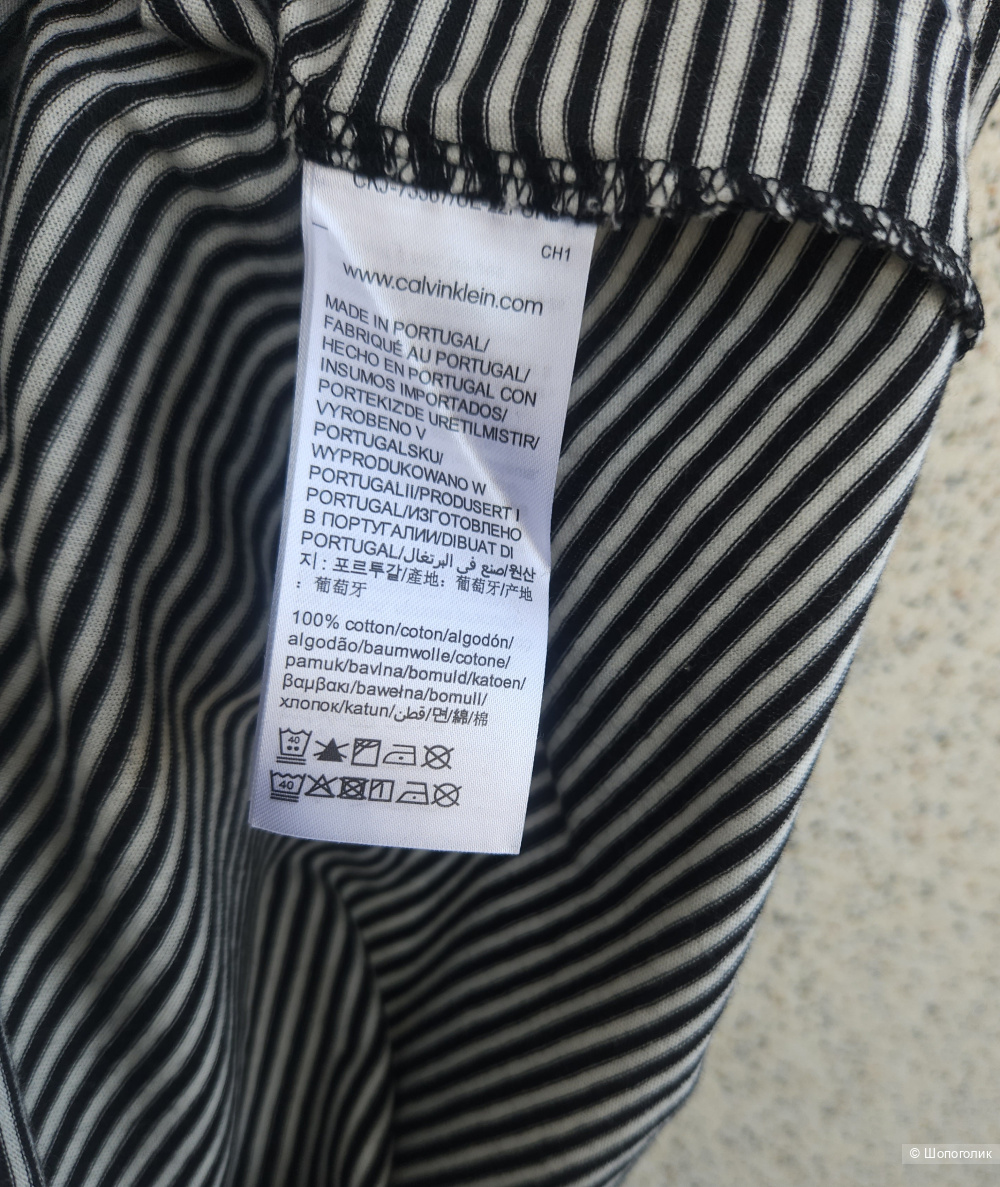 CH1
www.calvinklein.com
MADE IN PORTUGAL/
FABRIQUÉ AU PORTUGAL/
HECHO EN PORTUGAL CON
INSUMOS IMPORTADOS/
PORTEKIZ'DE URETILMISTIR/
VYROBENO V
PORTUGALSKU/
WYPRODUKOWANO W
PORTUGALII/PRODUSERT I
PORTUGAL/ИЗГОТОВЛЕНО
В ПОРТУГАЛИИ/DIBUAT DI
PORTUGAL/صنع في البرتغال/원산
지 : 포르투갈/產地: 葡萄牙/产地
: 葡萄牙
100% cotton/coton/algodón/
algodão/baumwolle/cotone/
pamuk/bavlna/bomuld/katoen/
βαμβακι/bawełna/bomull/
хлопок/katun/قطن/면/綿/棉
40
40
© Шопоголик